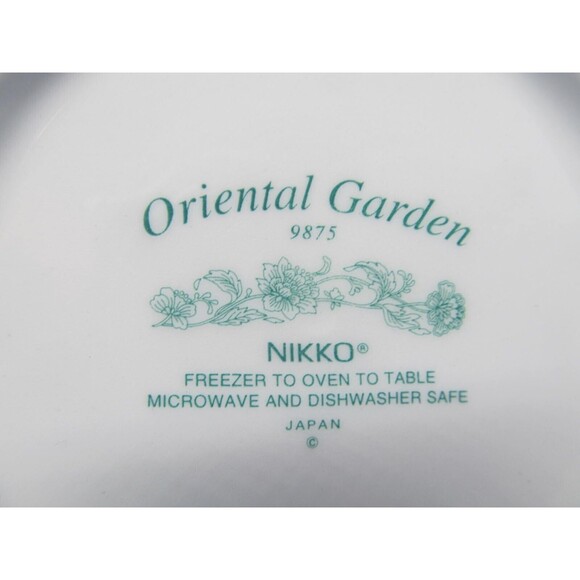 Oriental Garden
9875
NIKKO®
FREEZER TO OVEN TO TABLE
MICROWAVE AND DISHWASHER SAFE
JAPAN
©